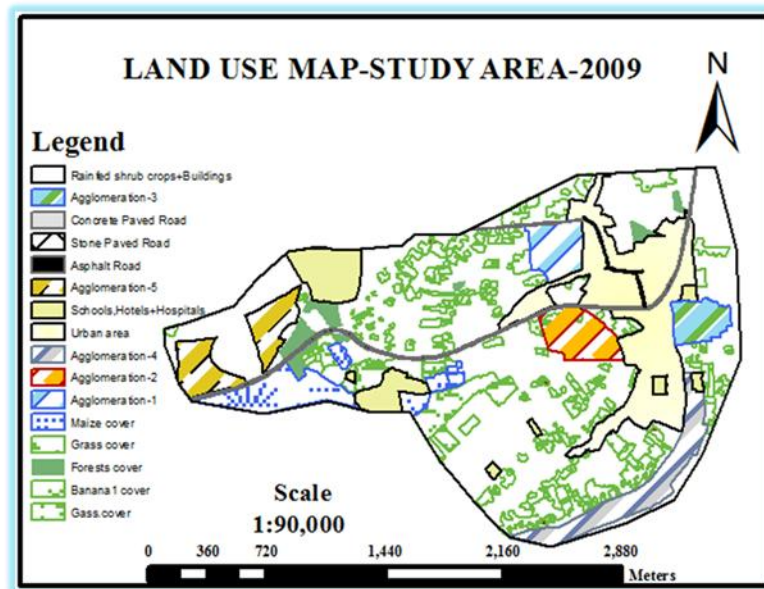 LAND USE MAP-STUDY AREA-2009
N
Legend
Rainfed shrub crops+Buildings
Agglomeration-3
Concrete Paved Road
Stone Paved Road
Asphalt Road
Agglomeration-5
Schools,Hotels+Hospitals
Urban area
Agglomeration-4
Agglomeration-2
Agglomeration-1
Maize cover
Grass cover
Forests cover
Banana1 cover
Gass.cover
Scale
1:90,000
0 360 720 1,440 2,160 2,880
Meters